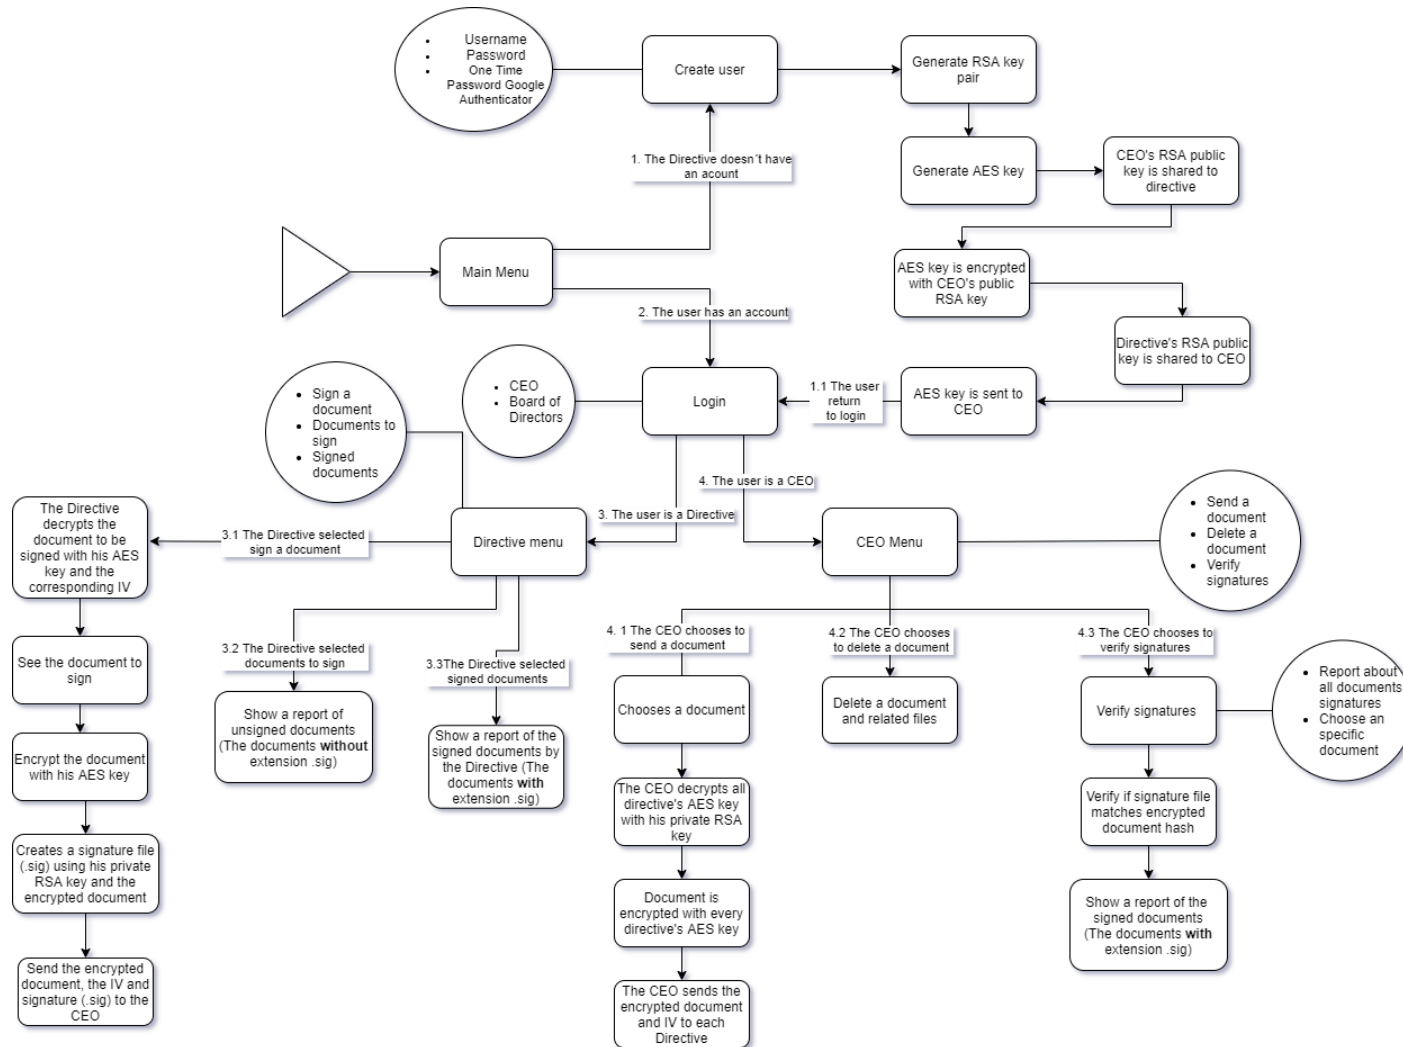 • Username
• Password
• One Time
Password Google
Authenticator
Create user
Generate RSA key
pair
1. The Directive doesn´t have
an acount
Generate AES key
CEO's RSA public
key is shared to
directive
Main Menu
AES key is encrypted
with CEO's public
RSA key
2. The user has an account
Directive's RSA public
key is shared to CEO
• Sign a
document
• Documents to
sign
• Signed
documents
• CEO
• Board of
Directors
Login
1.1 The user
return
to login
AES key is sent to
CEO
4. The user is a CEO
3. The user is a Directive
The Directive
decrypts the
document to be
signed with his AES
key and the
corresponding IV
3.1 The Directive selected
sign a document
Directive menu
CEO Menu
• Send a
document
• Delete a
document
• Verify
signatures
See the document to
sign
3.2 The Directive selected
documents to sign
3.3The Directive selected
signed documents
4. 1 The CEO chooses to
send a document
4.2 The CEO chooses
to delete a document
4.3 The CEO chooses to
verify signatures
Show a report of
unsigned documents
(The documents without
extension .sig)
Show a report of the
signed documents by
the Directive (The
documents with
extension .sig)
Chooses a document
Delete a document
and related files
Verify signatures
• Report about
all documents
signatures
• Choose an
specific
document
Encrypt the document
with his AES key
The CEO decrypts all
directive's AES key
with his private RSA
key
Verify if signature file
matches encrypted
document hash
Creates a signature file
(.sig) using his private
RSA key and the
encrypted document
Document is
encrypted with every
directive's AES key
Show a report of the
signed documents
(The documents with
extension .sig)
Send the encrypted
document, the IV and
signature (.sig) to the
CEO
The CEO sends the
encrypted document
and IV to each
Directive